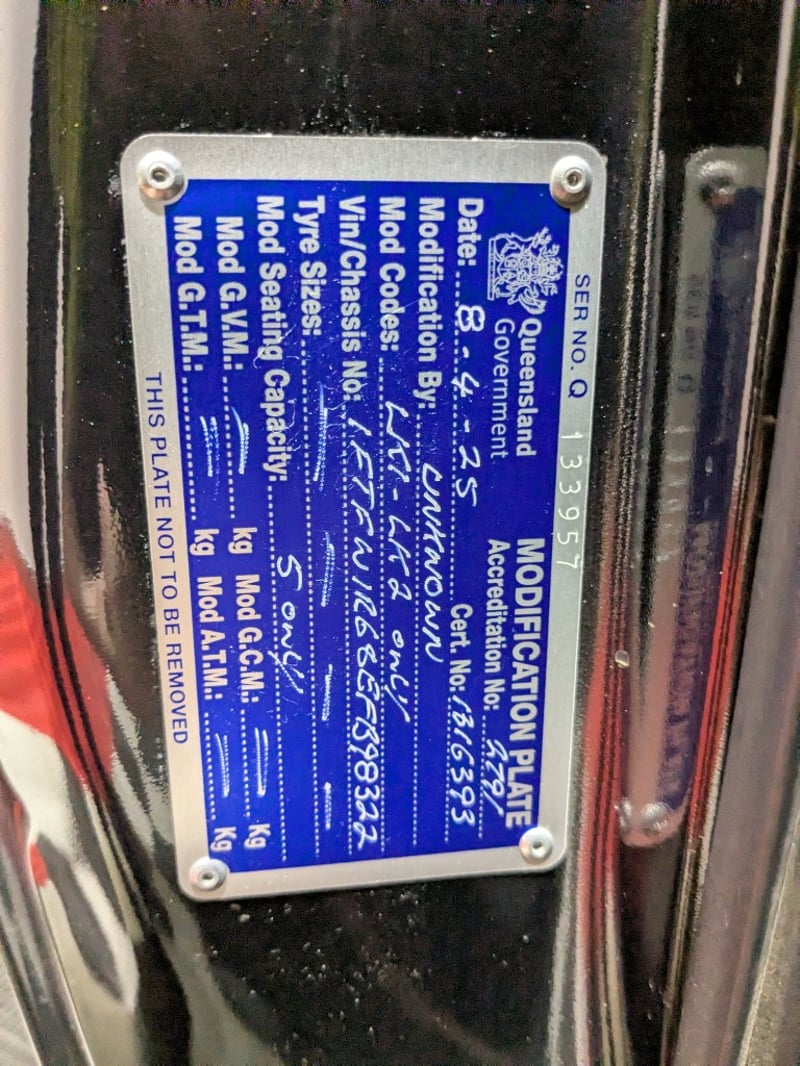 SER NO. Q 133957
Queensland Government
MODIFICATION PLATE
Accreditation No:
Date: 8-4-25 Cert. No: 1316393
Modification By: UNKNOWN
Mod Codes: LK1-LK2 only
Vin/Chassis No:
Tyre Sizes:
Mod Seating Capacity: 5 only
Mod G.V.M.: kg Mod G.C.M.: Kg
Mod G.T.M.: kg Mod A.T.M.: Kg
THIS PLATE NOT TO BE REMOVED